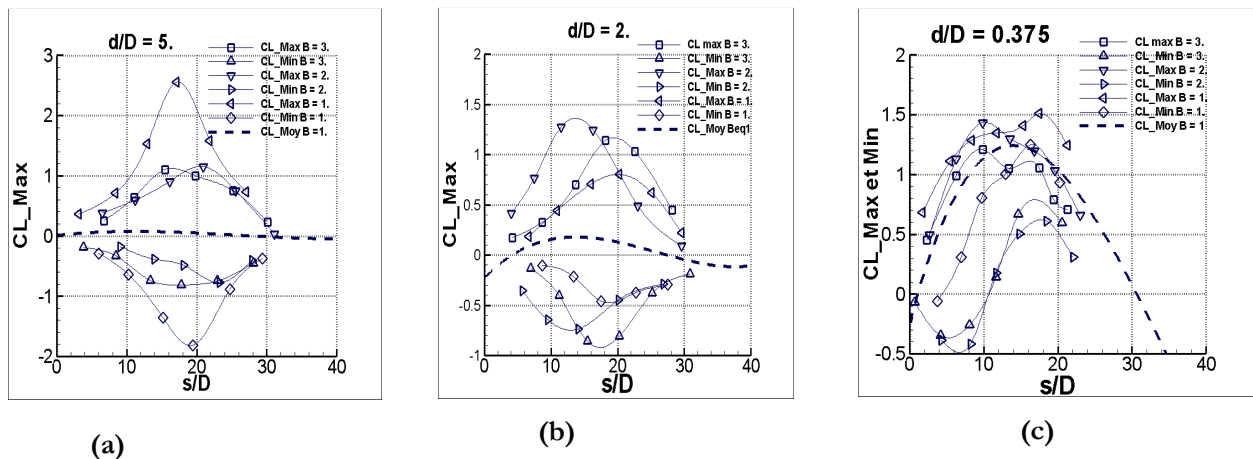 d/D = 5.
CL_Max B = 3.
CL_Min B = 3.
CL_Max B = 2.
CL_Min B = 2.
CL_Max B = 1.
CL_Min B = 1.
CL_Moy B = 1.
CL_Max
3
2
1
0
-1
-2
0 10 20 30 40
s/D
(a)
d/D = 2.
CL max B = 3.
CL_Min B = 3.
CL_Max B = 2.
CL_Min B = 2.
CL_Max B = 1.
CL_Min B = 1.
CL_Moy Beq1
CL_Max
2
1.5
1
0.5
0
-0.5
-1
0 10 20 30 40
s/D
(b)
d/D = 0.375
CL max B = 3.
CL_Min B = 3.
CL_Max B = 2.
CL_Min B = 2.
CL_Max B = 1.
CL_Min B = 1.
CL_Moy B = 1
CL_Max et Min
2
1.5
1
0.5
0
-0.5
0 10 20 30 40
s/D
(c)